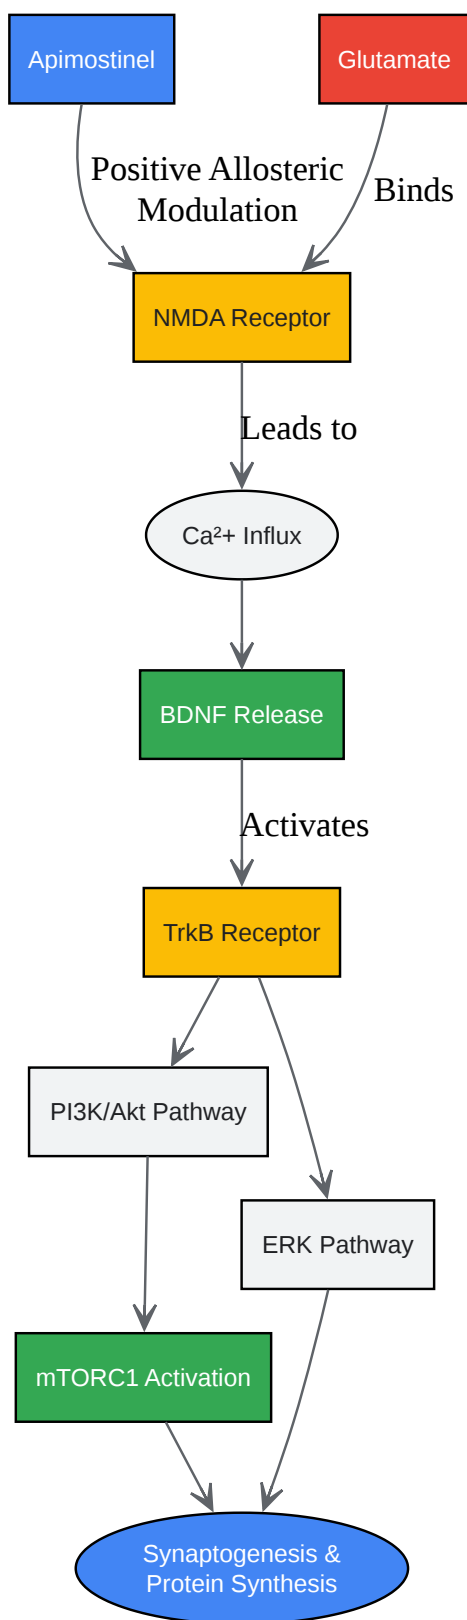 Apimostinel
Glutamate
Positive Allosteric
Modulation
Binds
NMDA Receptor
Leads to
Ca²+ Influx
BDNF Release
Activates
TrkB Receptor
PI3K/Akt Pathway
ERK Pathway
mTORC1 Activation
Synaptogenesis &
Protein Synthesis